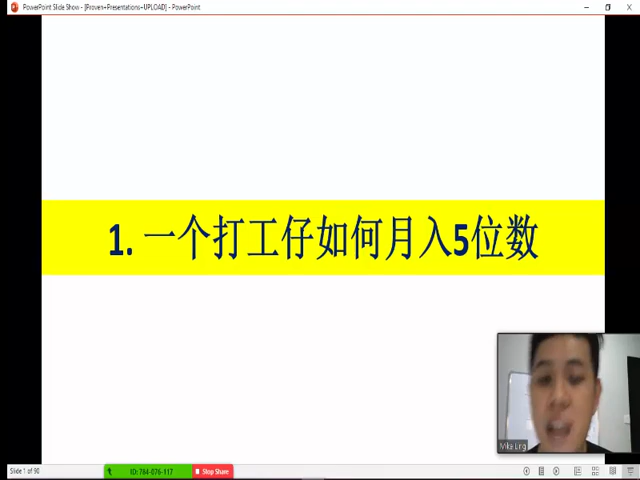 PowerPoint Slide Show - [Proven+Presentations+UPLOAD] - PowerPoint
1. 一个打工仔如何月入5位数
Mike Ling
Slide 1 of 90
ID: 784-076-117
Stop Share